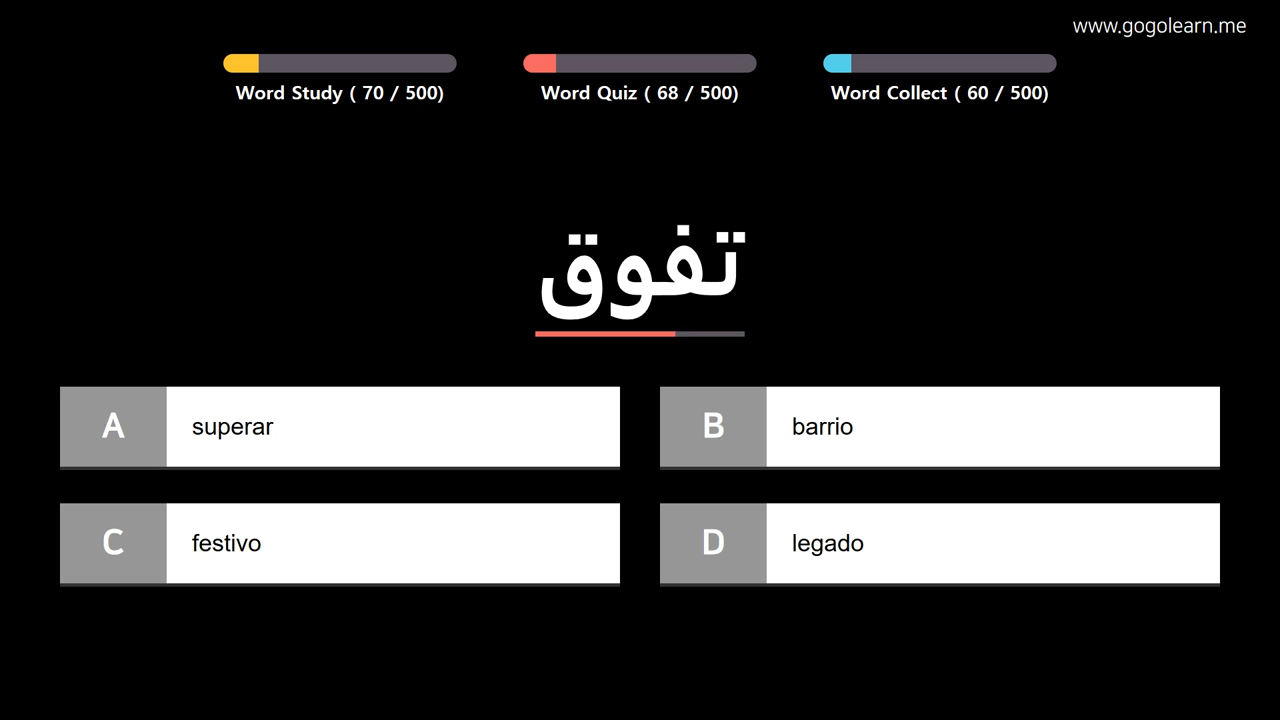 www.gogolearn.me
Word Study ( 70 / 500)
Word Quiz ( 68 / 500)
Word Collect ( 60 / 500)
تفوق
A superar
B barrio
C festivo
D legado